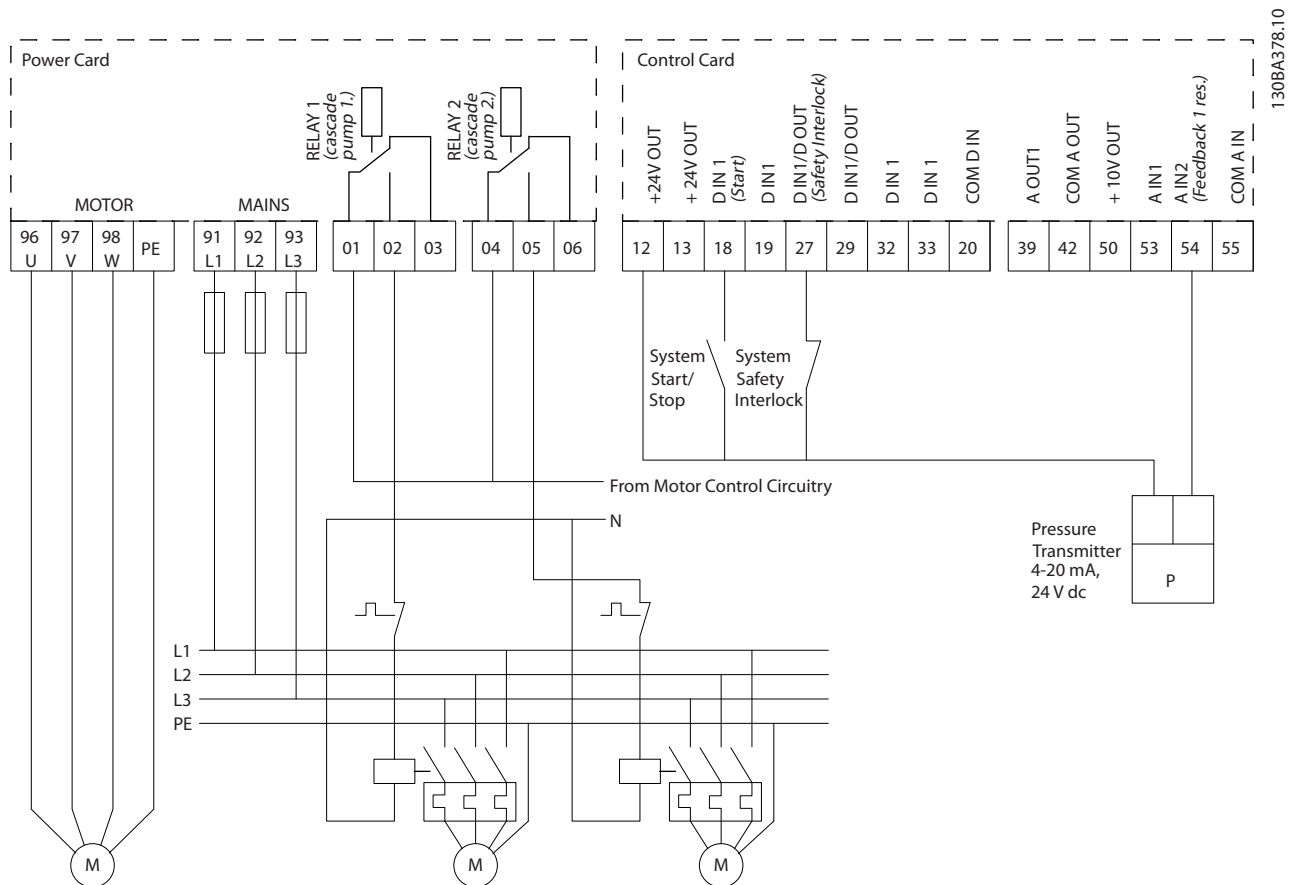 130BA378.10
Power Card
Control Card
RELAY 1
(cascade
pump 1.)
RELAY 2
(cascade
pump 2.)
+24V OUT
+ 24V OUT
D IN 1
(Start)
D IN1
D IN1/D OUT
(Safety Interlock)
D IN1/D OUT
D IN 1
D IN 1
COM D IN
A OUT1
COM A OUT
+ 10V OUT
A IN1
A IN2
(Feedback 1 res.)
COM A IN
MOTOR
MAINS
96 97 98 PE 91 92 93 01 02 03 04 05 06 12 13 18 19 27 29 32 33 20 39 42 50 53 54 55
U V W L1 L2 L3
System
Start/
Stop
System
Safety
Interlock
From Motor Control Circuitry
N
Pressure
Transmitter
4-20 mA,
24 V dc
P
L1
L2
L3
PE
M M M